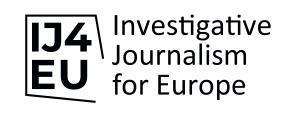 IJ4
EU
Investigative
Journalism
for Europe